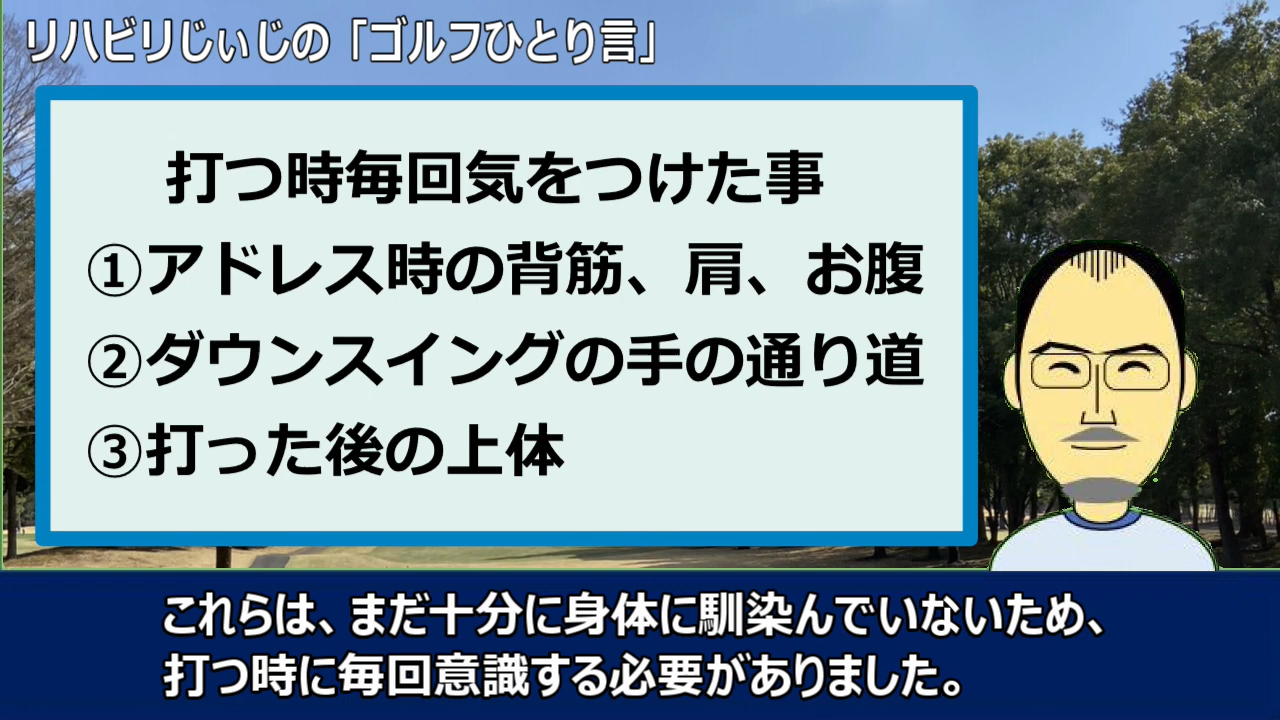 リハビリじぃじの「ゴルフひとり言」
打つ時毎回気をつけた事
①アドレス時の背筋、肩、お腹
②ダウンスイングの手の通り道
③打った後の上体
これらは、まだ十分に身体に馴染んでいないため、
打つ時に毎回意識する必要がありました。